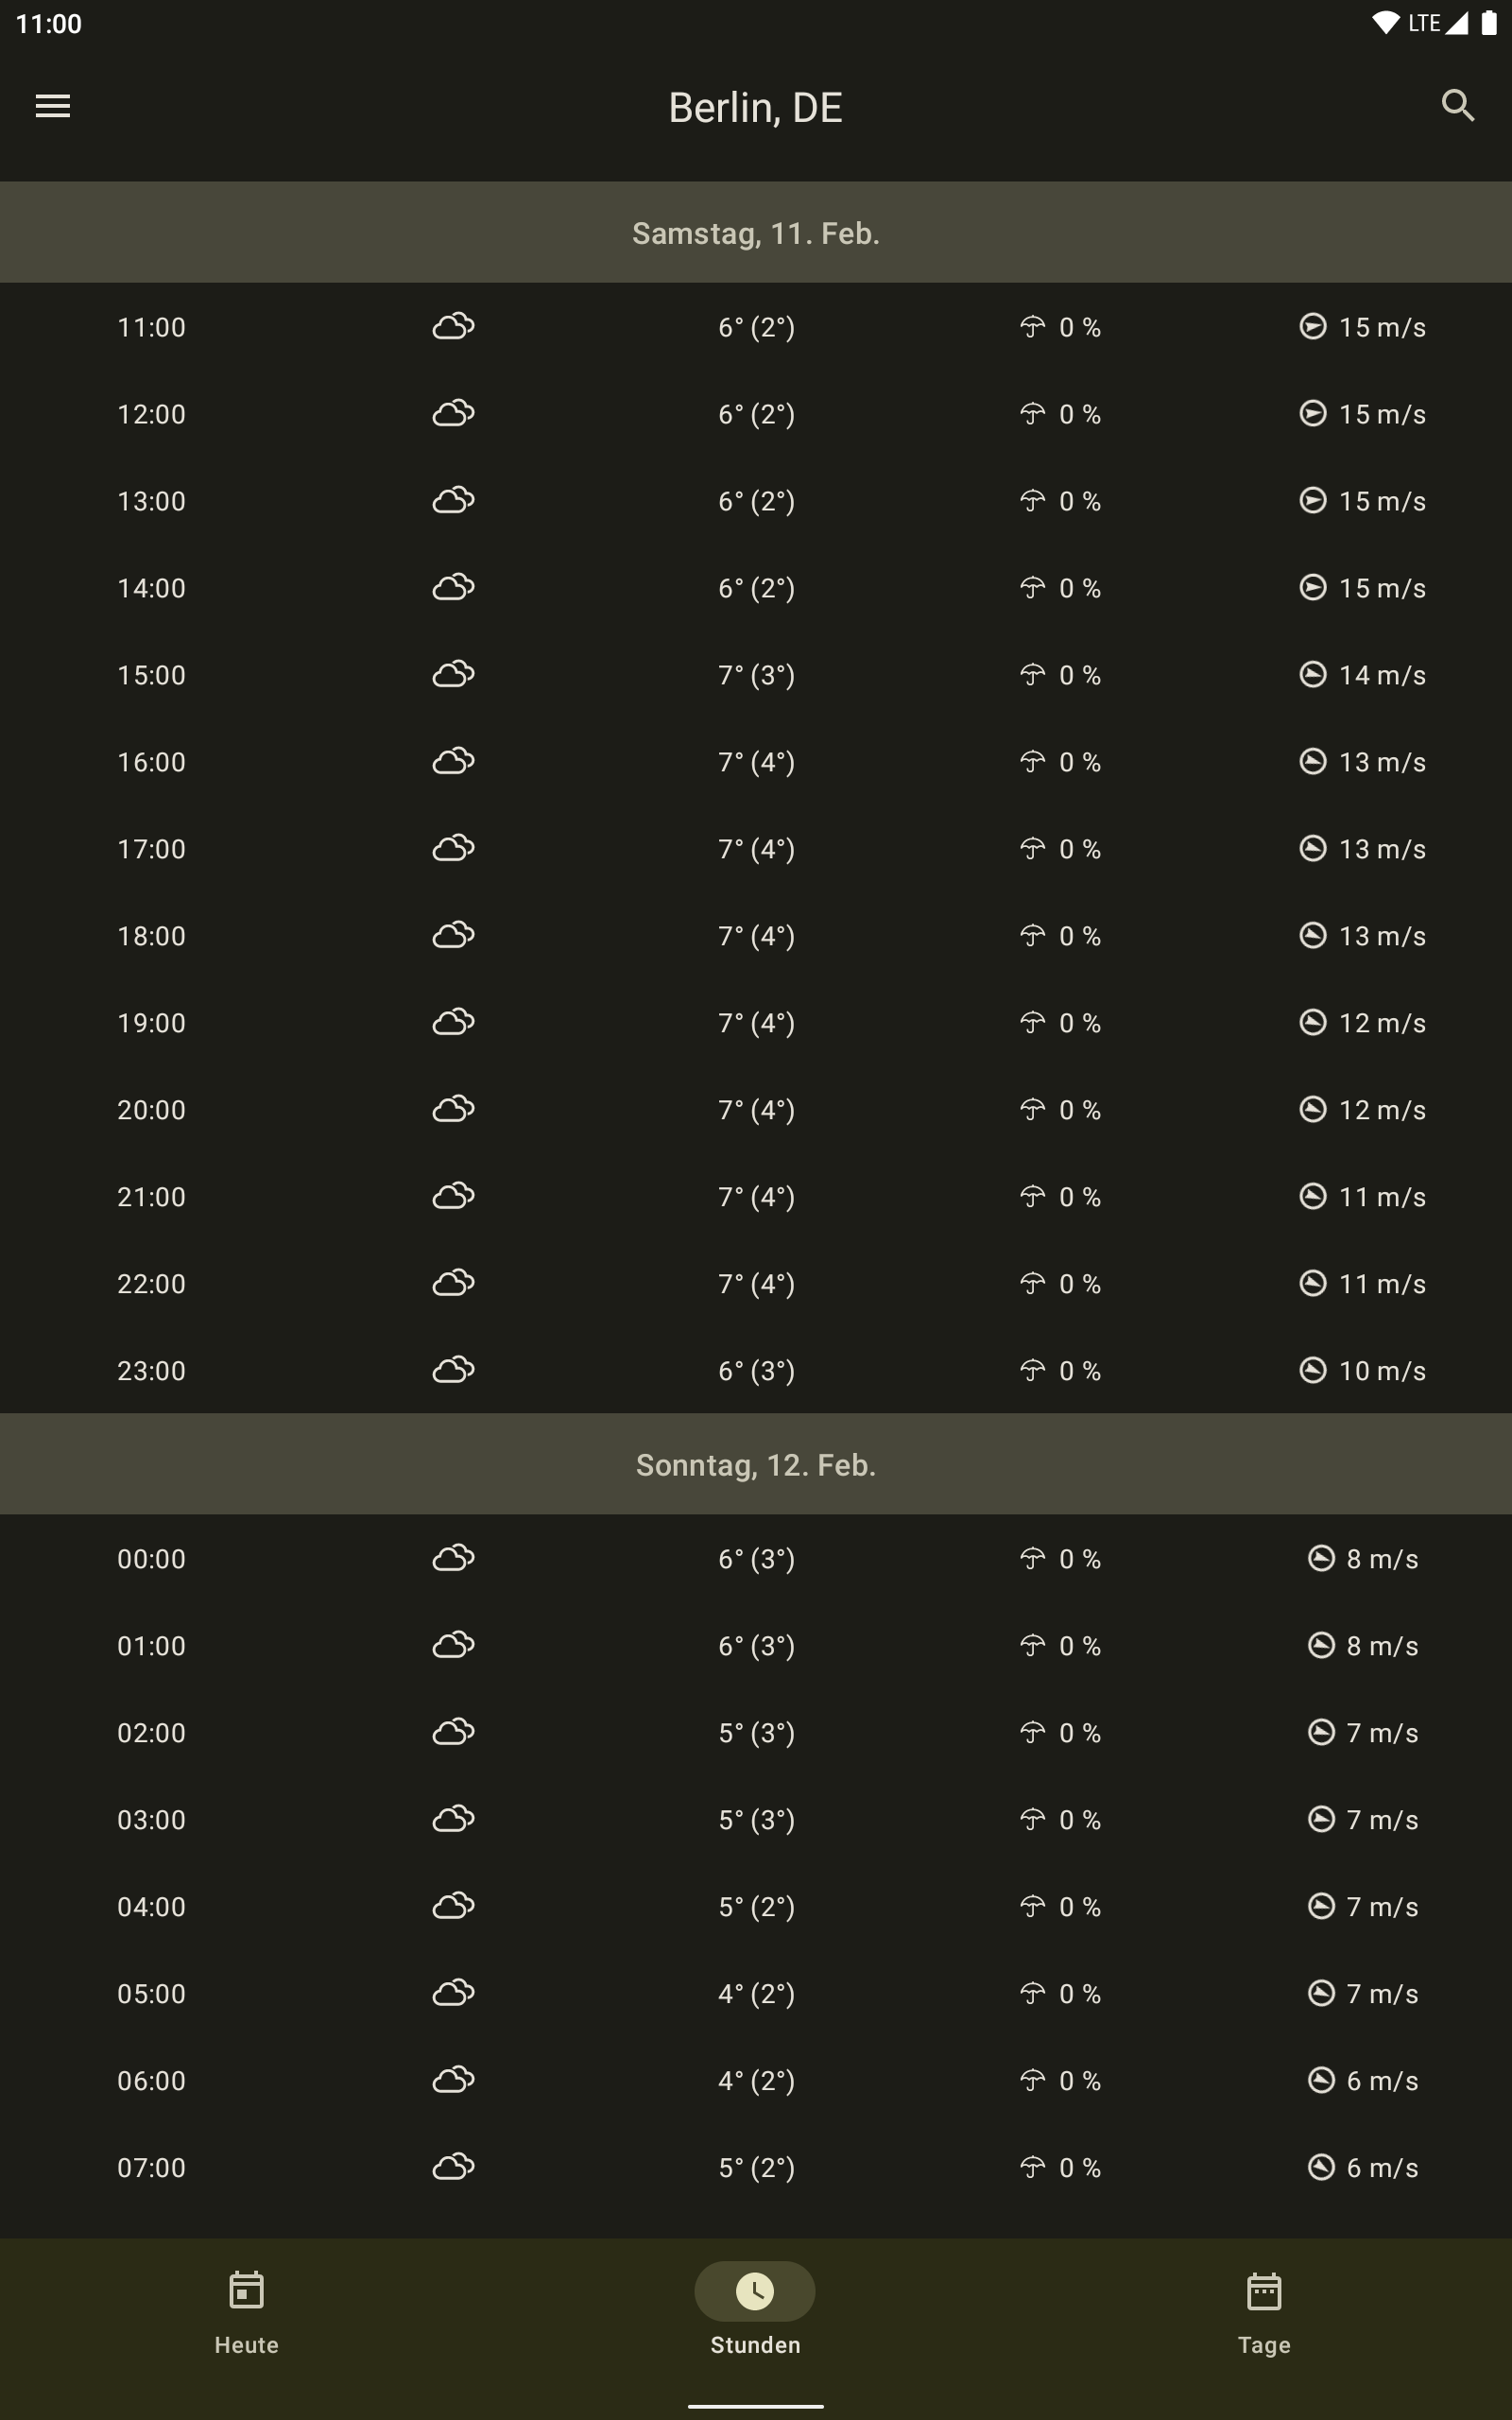 11:00 LTE
Berlin, DE
Samstag, 11. Feb.
11:00 6° (2°) 0 % 15 m/s
12:00 6° (2°) 0 % 15 m/s
13:00 6° (2°) 0 % 15 m/s
14:00 6° (2°) 0 % 15 m/s
15:00 7° (3°) 0 % 14 m/s
16:00 7° (4°) 0 % 13 m/s
17:00 7° (4°) 0 % 13 m/s
18:00 7° (4°) 0 % 13 m/s
19:00 7° (4°) 0 % 12 m/s
20:00 7° (4°) 0 % 12 m/s
21:00 7° (4°) 0 % 11 m/s
22:00 7° (4°) 0 % 11 m/s
23:00 6° (3°) 0 % 10 m/s
Sonntag, 12. Feb.
00:00 6° (3°) 0 % 8 m/s
01:00 6° (3°) 0 % 8 m/s
02:00 5° (3°) 0 % 7 m/s
03:00 5° (3°) 0 % 7 m/s
04:00 5° (2°) 0 % 7 m/s
05:00 4° (2°) 0 % 7 m/s
06:00 4° (2°) 0 % 6 m/s
07:00 5° (2°) 0 % 6 m/s
Heute Stunden Tage